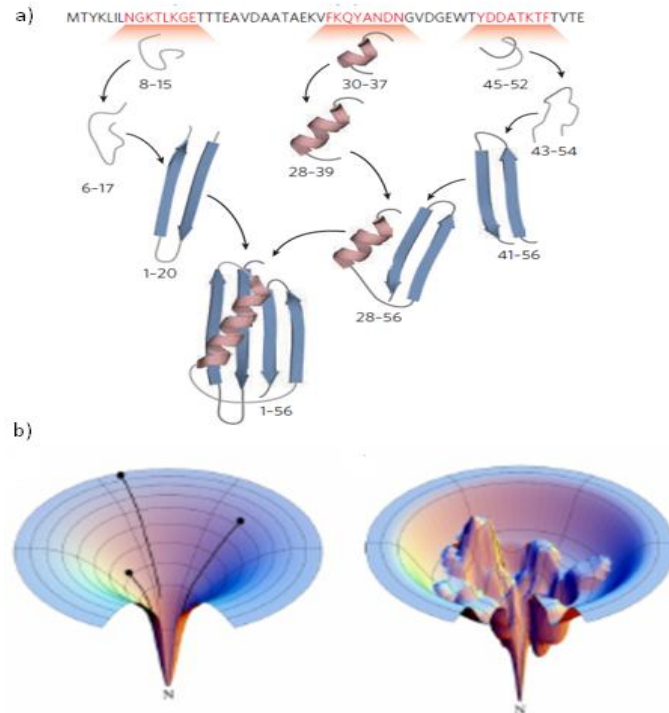 a)
MTYKLILNGKTLKGETTTEAVDAATAEKVFKQYANDNGVDGEWTYDDATKTFTVTE
8–15
30–37
45–52
6–17
28–39
43–54
1–20
28–56
41–56
1–56
b)
N
N